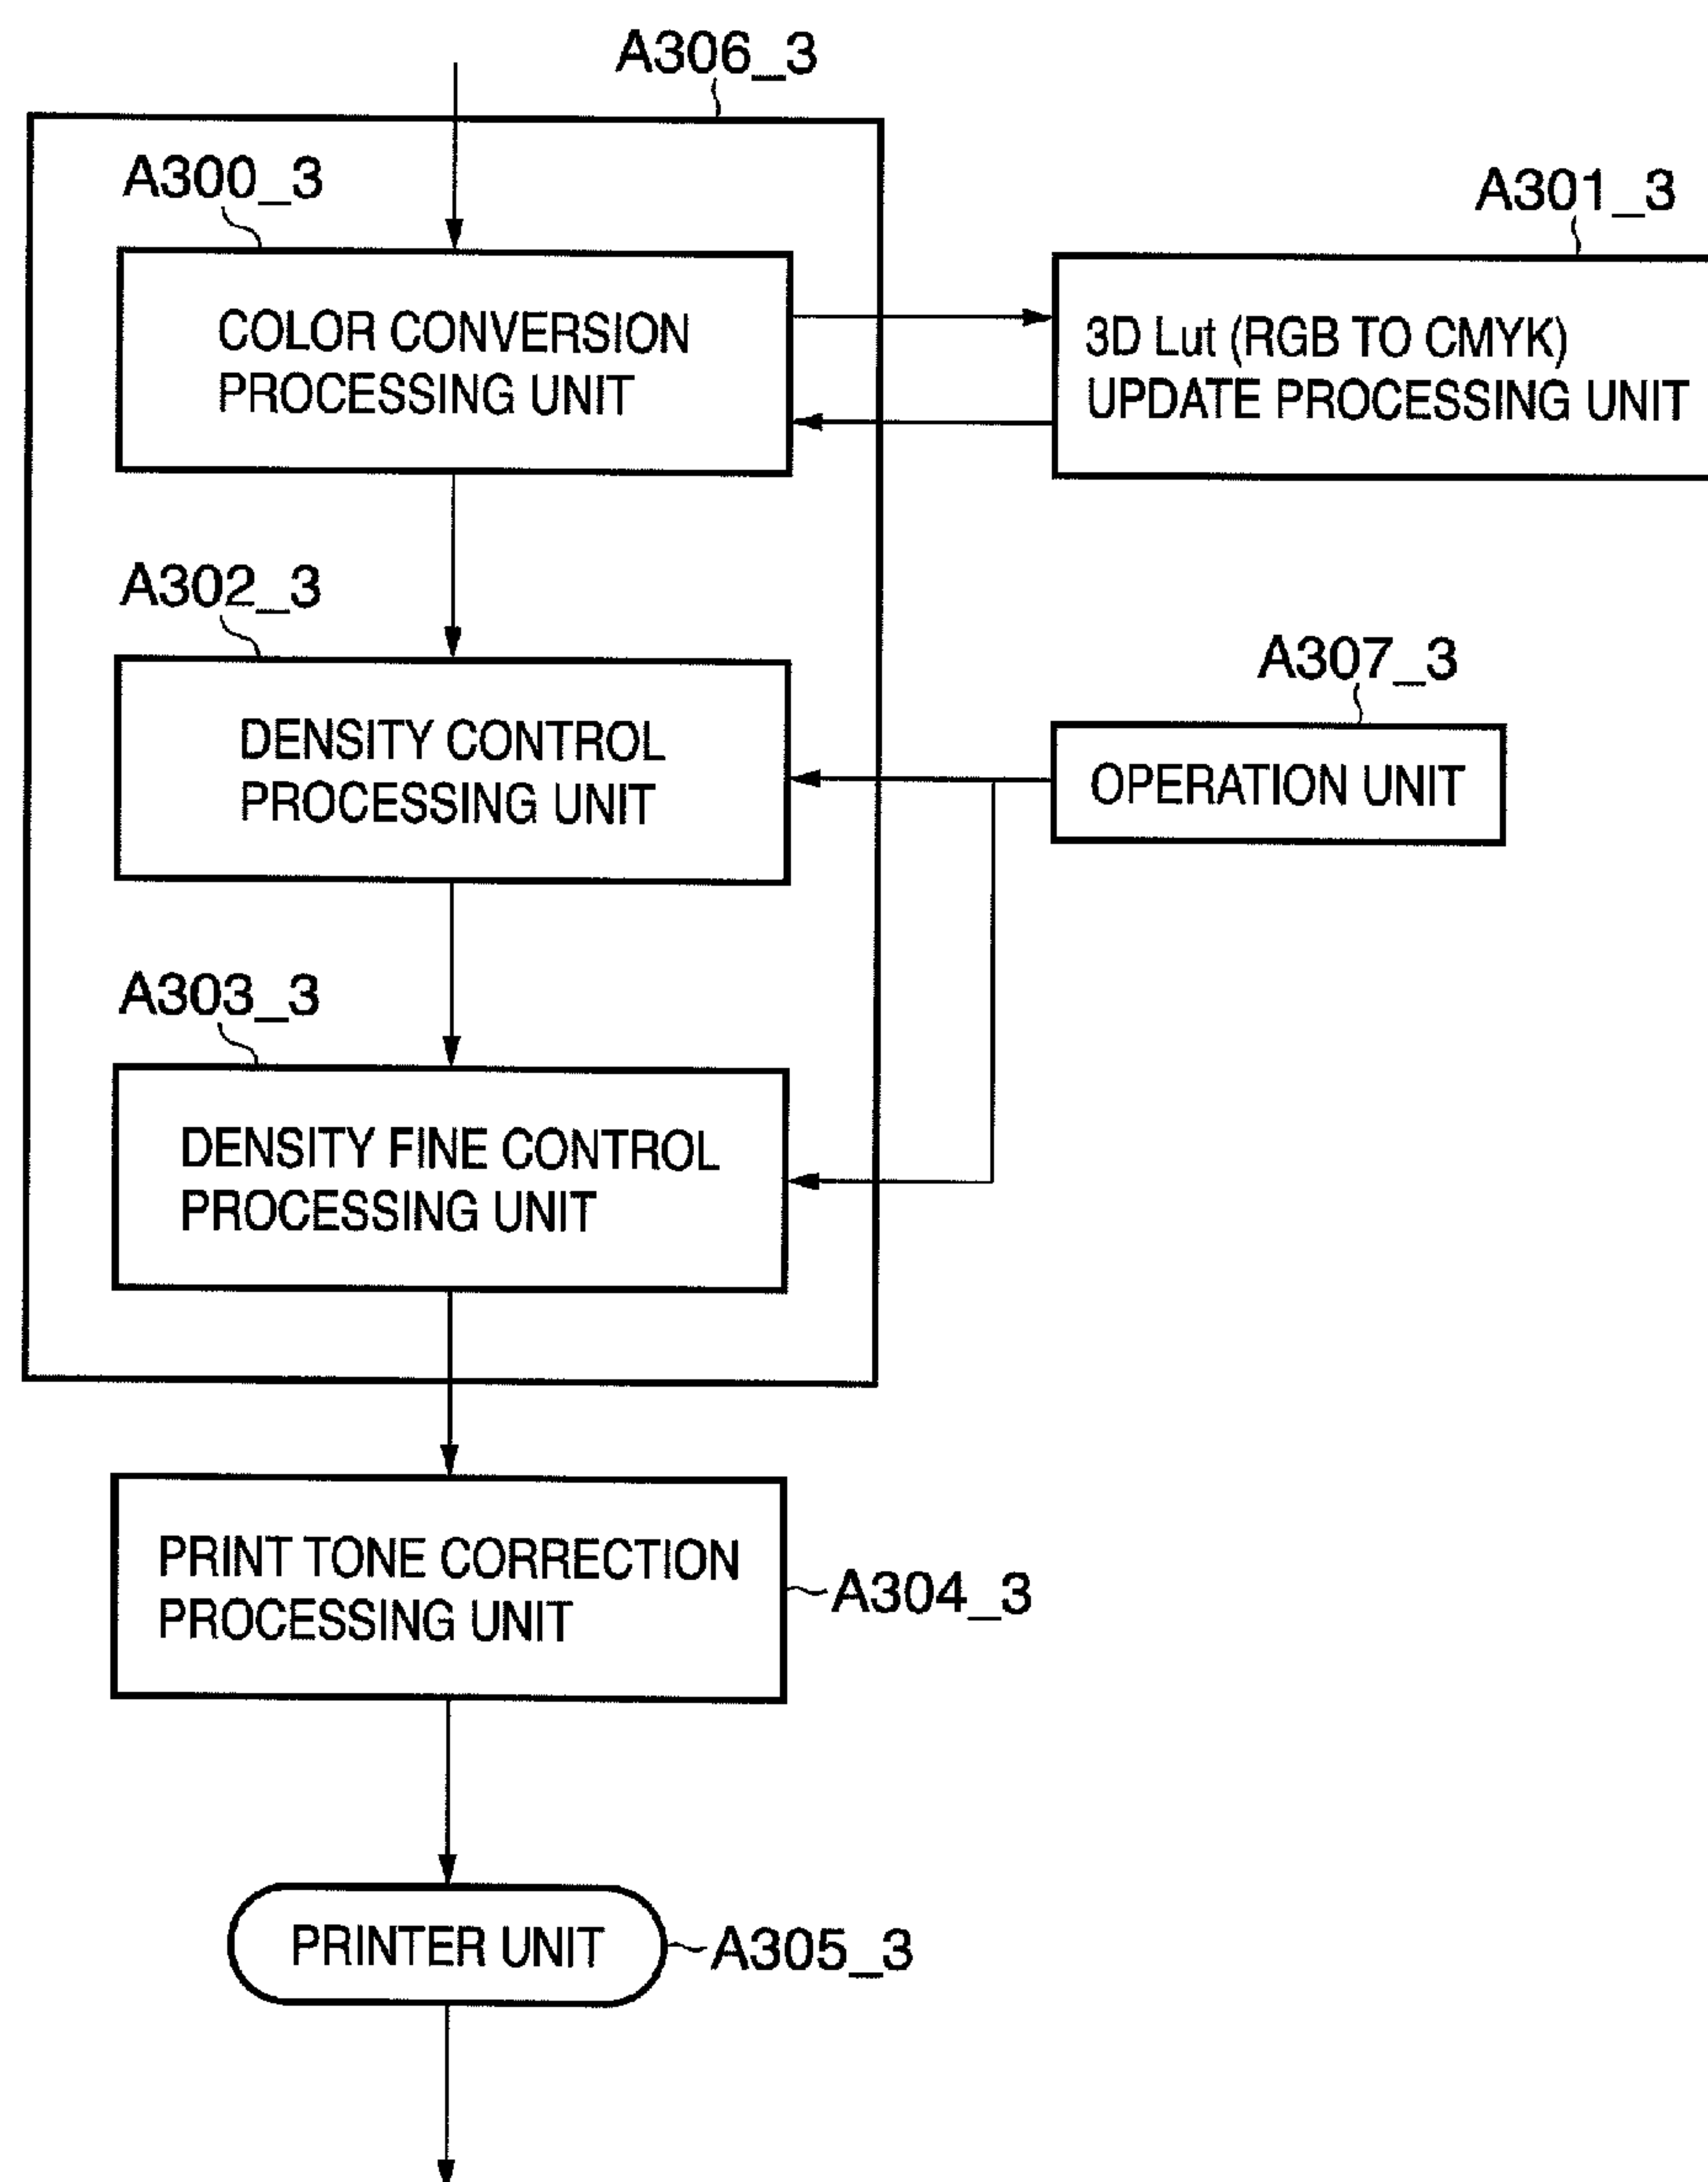 A306_3
A300_3
A301_3
COLOR CONVERSION
PROCESSING UNIT
3D Lut (RGB TO CMYK)
UPDATE PROCESSING UNIT
A302_3
A307_3
DENSITY CONTROL
PROCESSING UNIT
OPERATION UNIT
A303_3
DENSITY FINE CONTROL
PROCESSING UNIT
PRINT TONE CORRECTION
PROCESSING UNIT
A304_3
PRINTER UNIT
A305_3